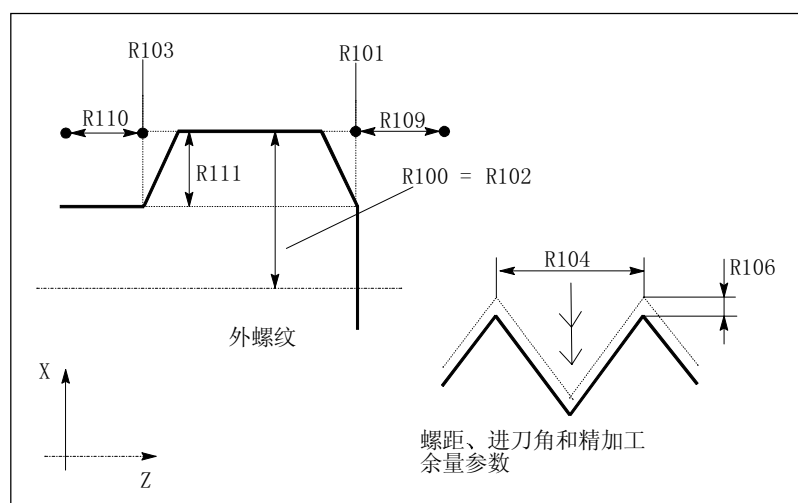 R103
R101
R110
R109
R111
R100 = R102
R104
R106
外螺纹
X
Z
螺距、进刀角和精加工
余量参数